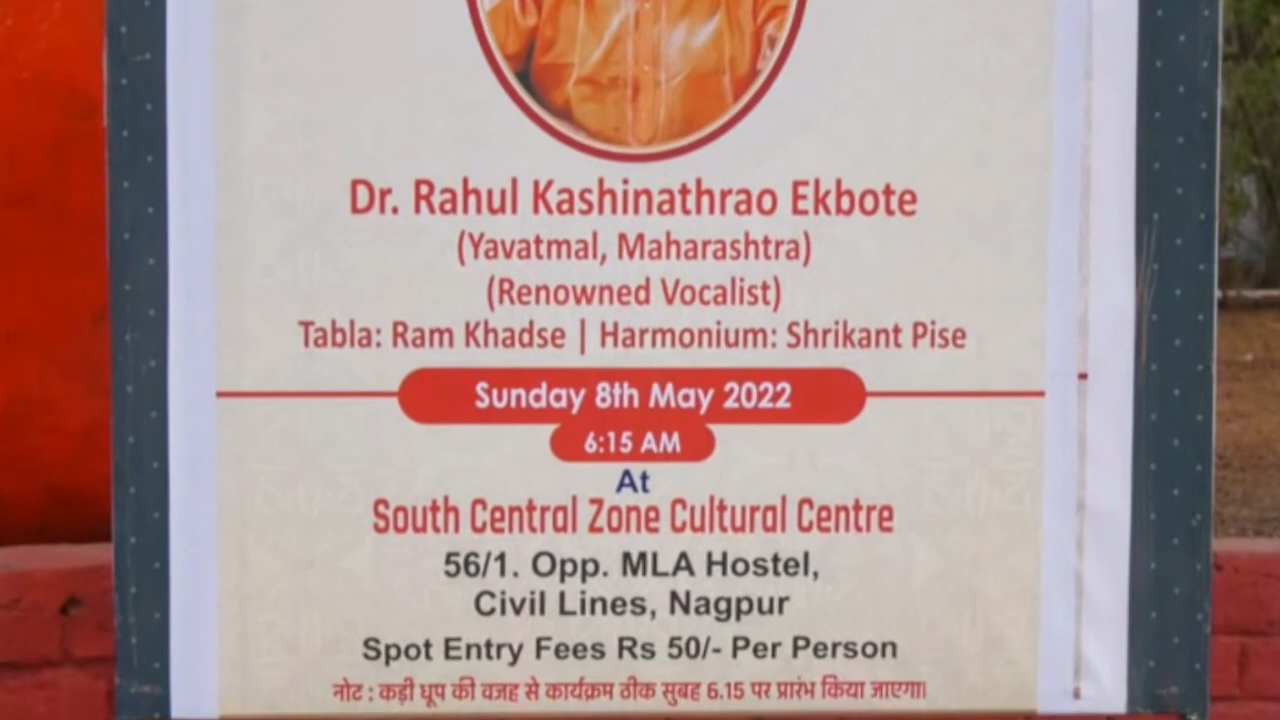 Dr. Rahul Kashinathrao Ekbote
(Yavatmal, Maharashtra)
(Renowned Vocalist)
Tabla: Ram Khadse | Harmonium: Shrikant Pise
Sunday 8th May 2022
6:15 AM
At
South Central Zone Cultural Centre
56/1. Opp. MLA Hostel,
Civil Lines, Nagpur
Spot Entry Fees Rs 50/- Per Person
नोट : कड़ी धूप की वजह से कार्यक्रम ठीक सुबह 6.15 पर प्रारंभ किया जाएगा।